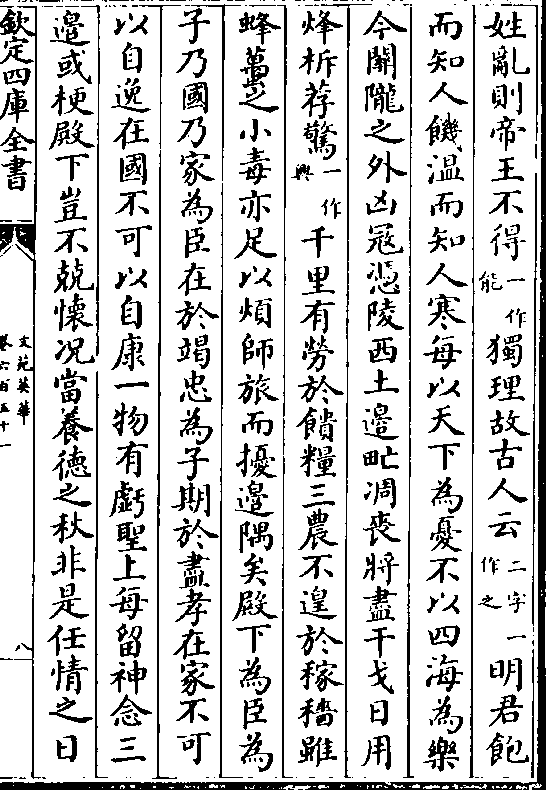 姓亂則帝王不得一作能獨理故古人云二字一作之明君飽
而知人饑温而知人寒每以天下為憂不以四海為樂
今關隴之外凶冦憑陵西土邉甿凋丧將盡干戈日用
烽柝荐驚一作興千里有勞於饋糧三農不遑於稼穡雖
蜂蠆之小毒亦足以煩師旅而擾邉隅矣殿下為臣為
子乃國乃家為臣在於竭忠為子期於盡孝在家不可
以自逸在國不可以自康一物有虧聖上每留神念三
邉或梗殿下豈不兢懷况當養德之秋非是任情之日
欽定四庫全書
文苑英華
卷六百五十一
八